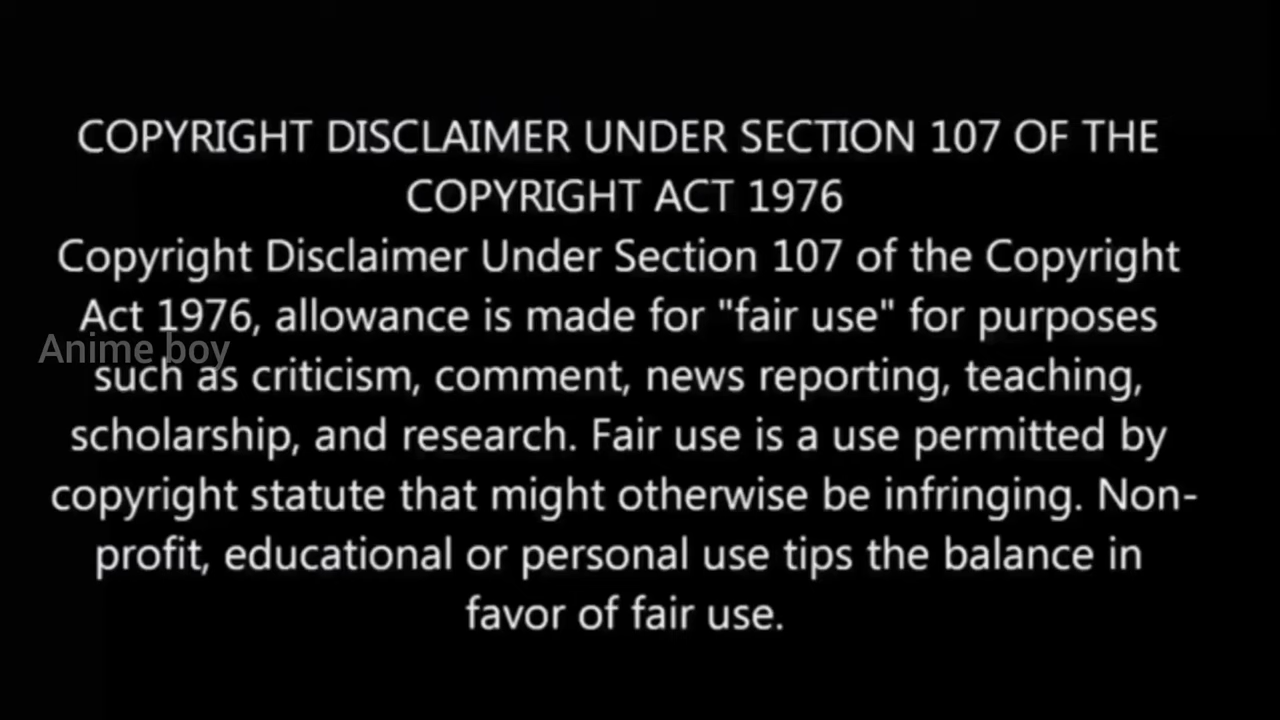 COPYRIGHT DISCLAIMER UNDER SECTION 107 OF THE
COPYRIGHT ACT 1976
Copyright Disclaimer Under Section 107 of the Copyright
Act 1976, allowance is made for "fair use" for purposes
Anime boy
such as criticism, comment, news reporting, teaching,
scholarship, and research. Fair use is a use permitted by
copyright statute that might otherwise be infringing. Non-
profit, educational or personal use tips the balance in
favor of fair use.